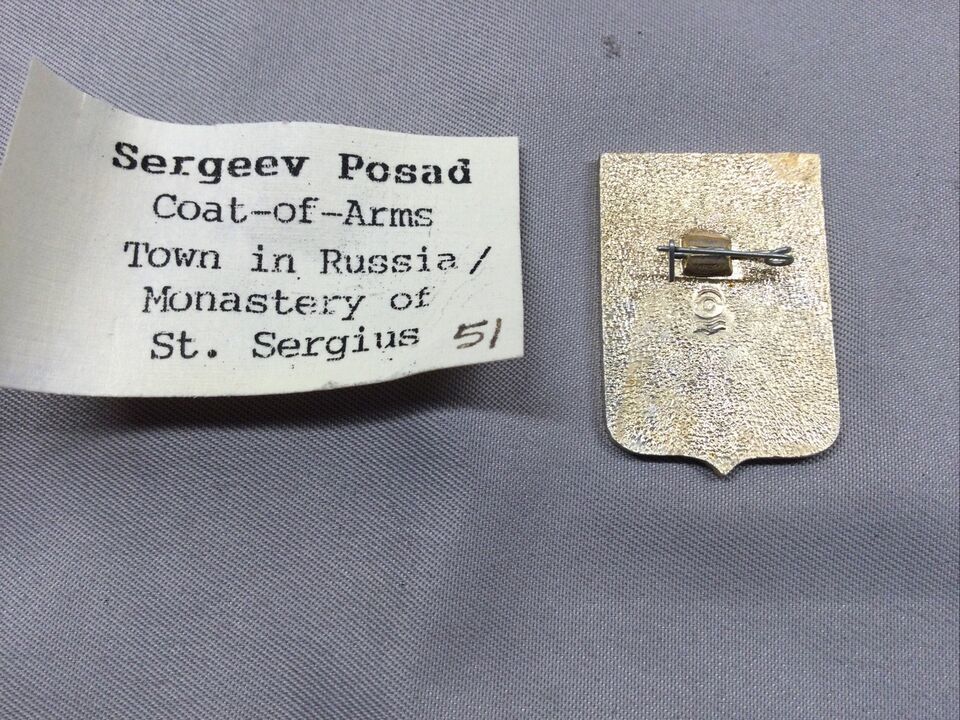 Sergeev Posad
Coat-of-Arms
Town in Russia/
Monastery of
St. Sergius 51